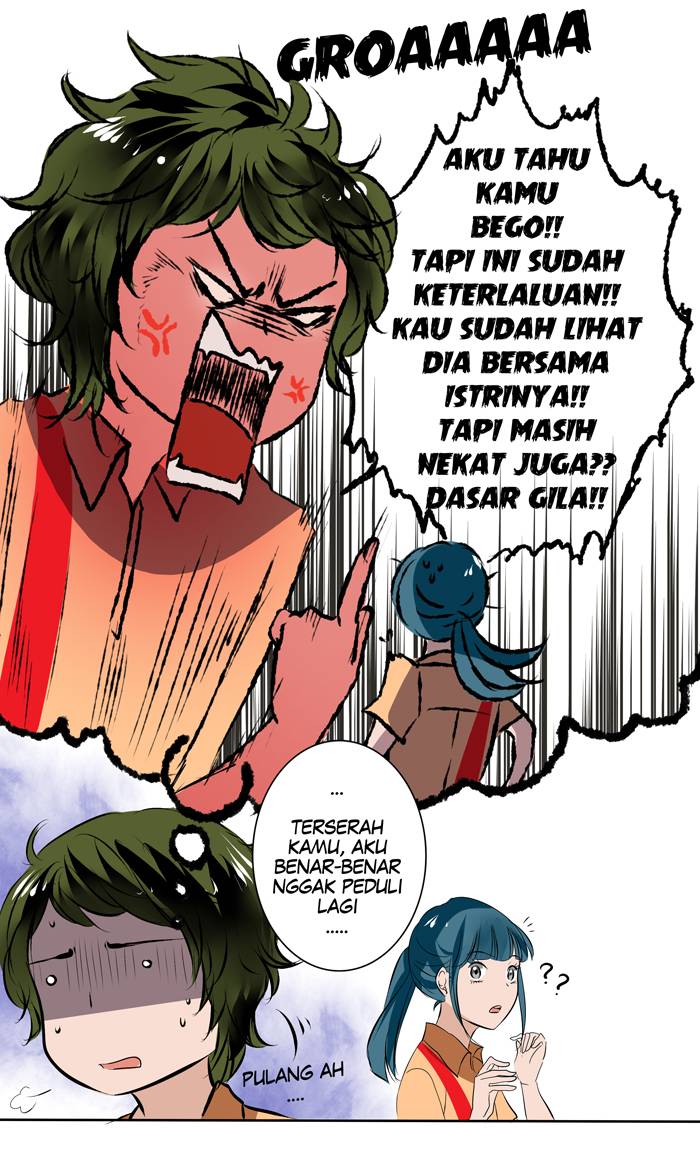 GROAAAAA
AKU TAHU
KAMU
BEGO!!
TAPI INI SUDAH
KETERLALUAN!!
KAU SUDAH LIHAT
DIA BERSAMA
ISTRINYA!!
TAPI MASIH
NEKAT JUGA??
DASAR GILA!!
...
TERSERAH
KAMU, AKU
BENAR-BENAR
NGGAK PEDULI
LAGI
.....
??
PULANG AH
....